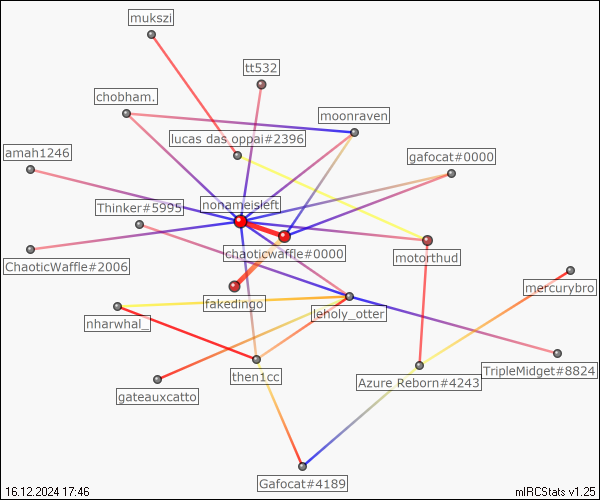 mukszi
tt532
chobham.
moonraven
lucas das oppai#2396
amah1246
gafocat#0000
nonameisleft
Thinker#5995
chaoticwaffle#0000
motorthud
ChaoticWaffle#2006
mercurybro
fakedingo
leholy_otter
nharwhal_
TripleMidget#8824
then1cc
Azure Reborn#4243
gateauxcatto
Gafocat#4189
16.12.2024 17:46
mIRCStats v1.25